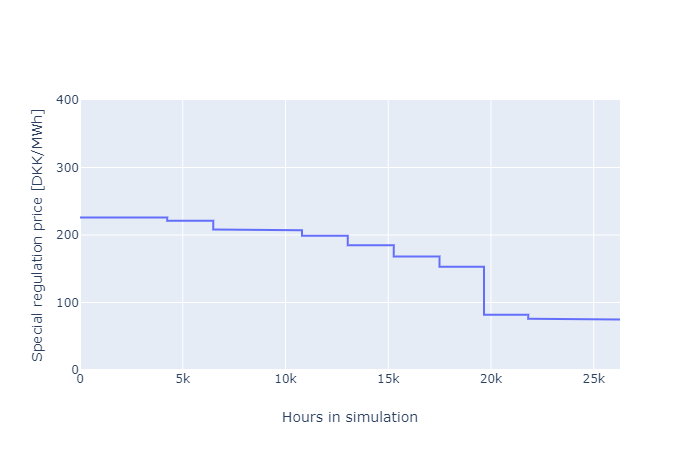 Special regulation price [DKK/MWh]
400
300
200
100
0
0 5k 10k 15k 20k 25k
Hours in simulation